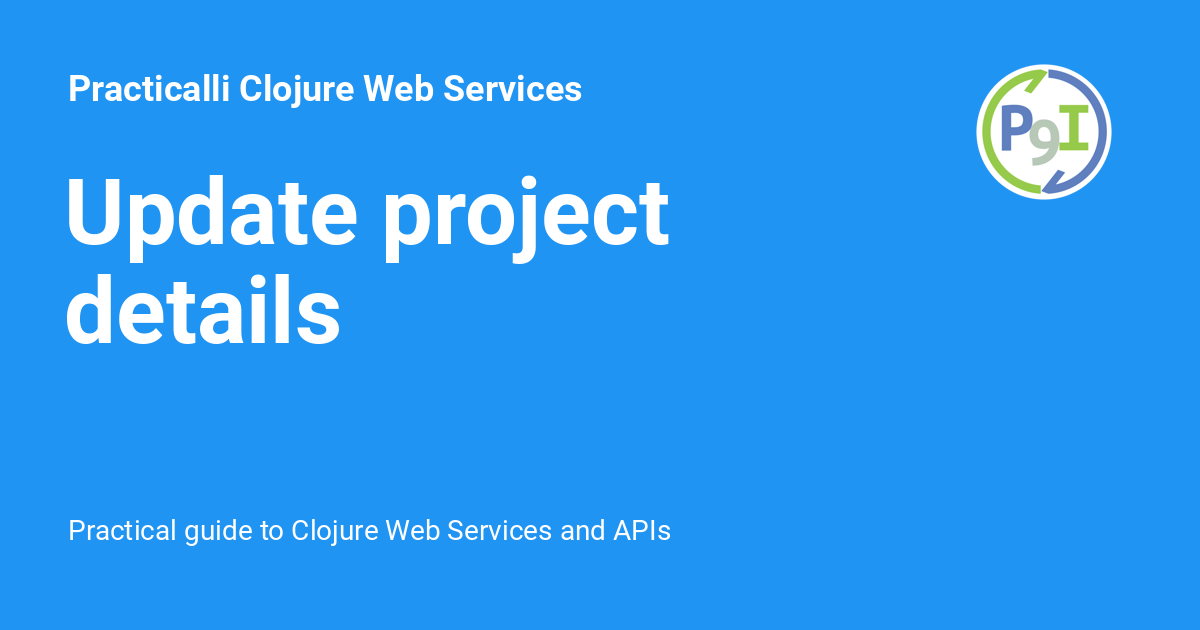 Practicalli Clojure Web Services
P9I
Update project
details
Practical guide to Clojure Web Services and APIs